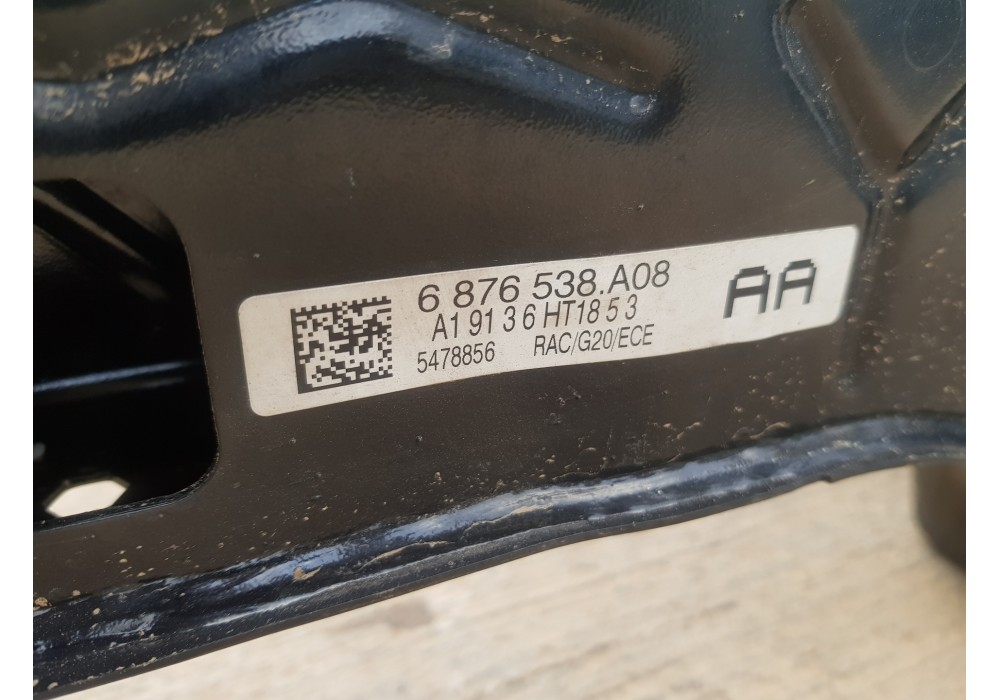 6 876 538.A08
A1 91 3 6 HT18 5 3
5478856 RAC/G20/ECE
AA